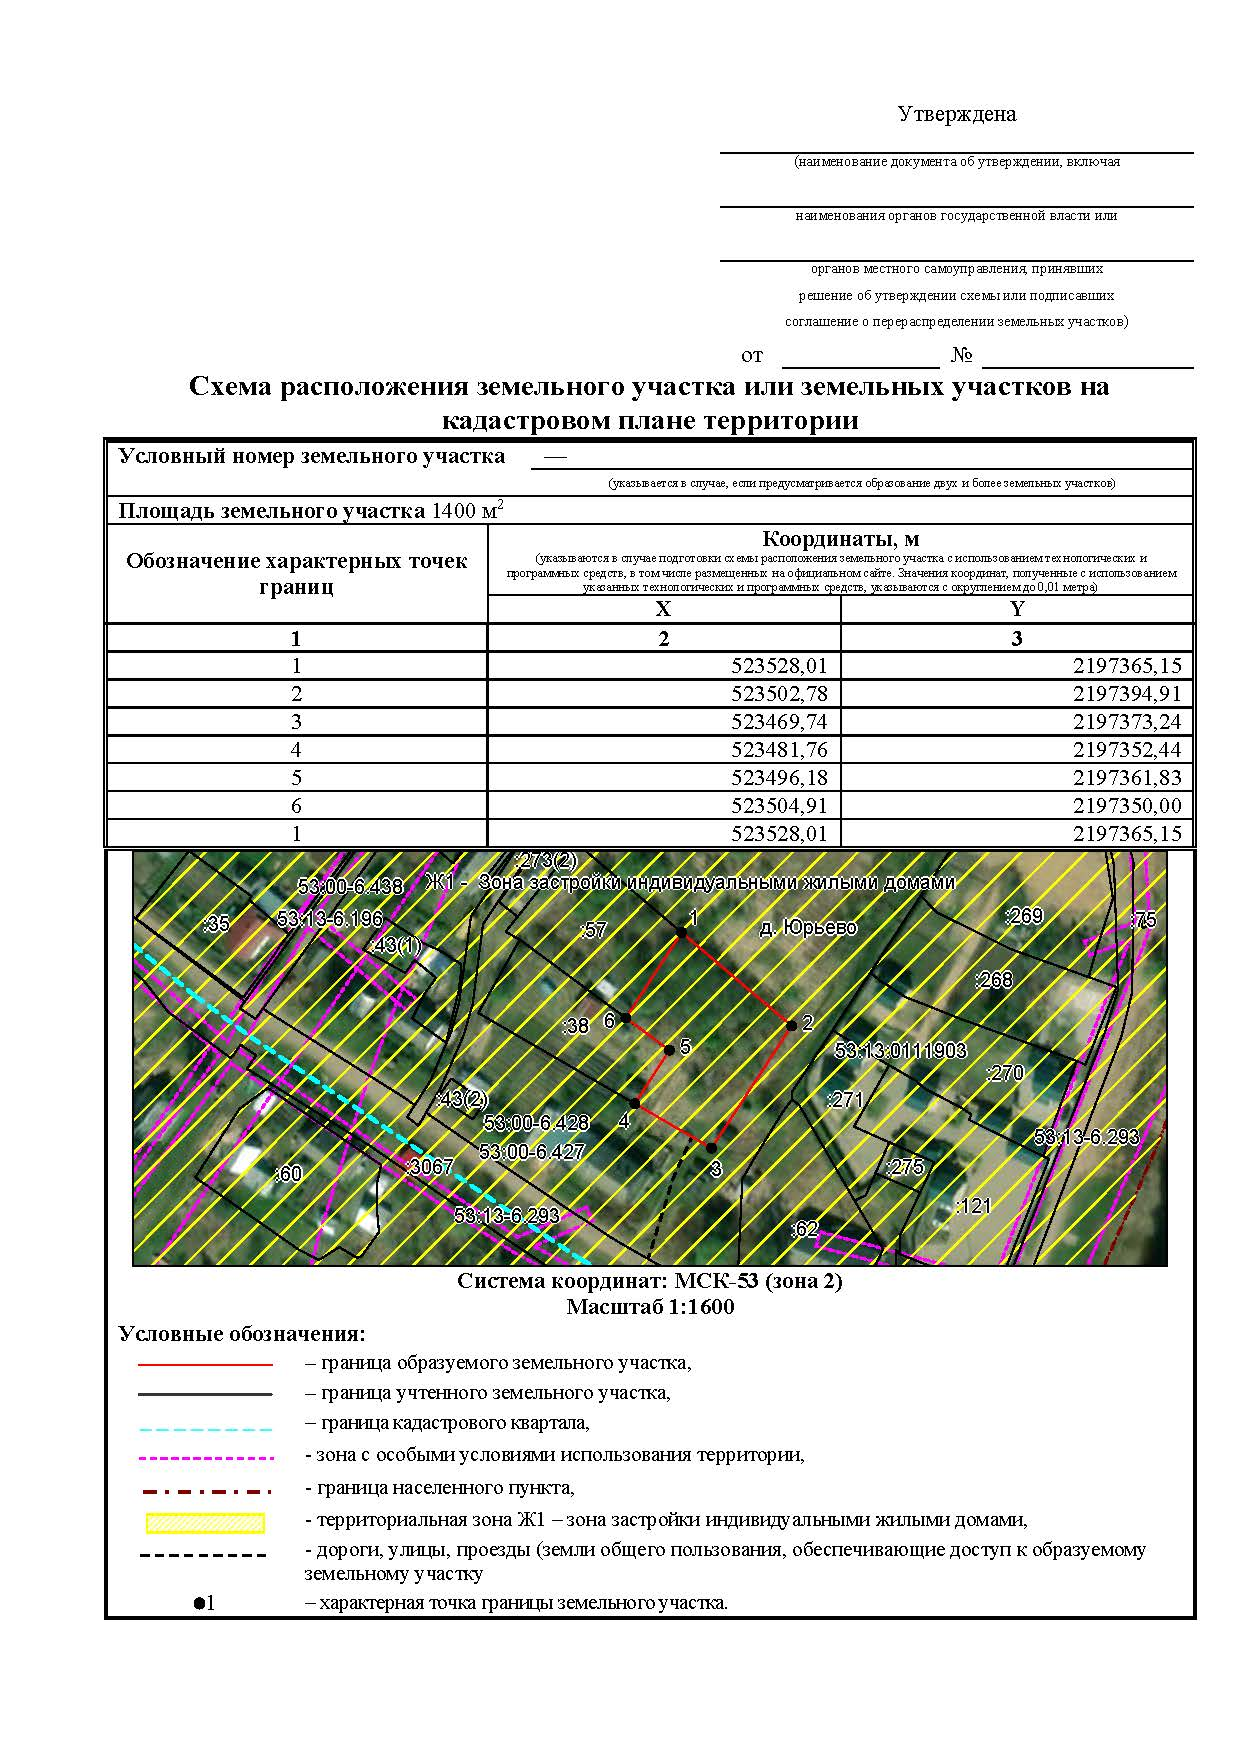 Утверждена
(наименование документа об утверждении, включая
наименования органов государственной власти или
органов местного самоуправления, принявших
решение об утверждении схемы или подписавших
соглашение о перераспределении земельных участков)
от № 
Схема расположения земельного участка или земельных участков на
кадастровом плане территории
Условный номер земельного участка —
(указывается в случае, если предусматривается образование двух и более земельных участков)
Площадь земельного участка 1400 м²
Обозначение характерных точек
границ
Координаты, м
(указываются в случае подготовки схемы расположения земельного участка с использованием технологических и
программных средств, в том числе размещенных на официальном сайте. Значения координат, полученные с использованием
указанных технологических и программных средств, указываются с округлением до 0,01 метра)
X Y
1 2 3
1 523528,01 2197365,15
2 523502,78 2197394,91
3 523469,74 2197373,24
4 523481,76 2197352,44
5 523496,18 2197361,83
6 523504,91 2197350,00
1 523528,01 2197365,15
:273(2)
53:00-6.438 Ж1 - Зона застройки индивидуальными жилыми домами
:35 53:13-6.196 :57 1 д. Юрьево :269 :75
:43(1)
:268
:38 6 2
5 53:13:0111903
:270
:43(2) :271
53:00-6.428 4
53:13-6.293
53:00-6.427
:60 :3067 3 :275
:121
53:13-6.293
:62
Система координат: МСК-53 (зона 2)
Масштаб 1:1600
Условные обозначения:
– граница образуемого земельного участка,
– граница учтенного земельного участка,
– граница кадастрового квартала,
- зона с особыми условиями использования территории,
- граница населенного пункта,
- территориальная зона Ж1 – зона застройки индивидуальными жилыми домами,
- дороги, улицы, проезды (земли общего пользования, обеспечивающие доступ к образуемому
земельному участку
1 – характерная точка границы земельного участка.